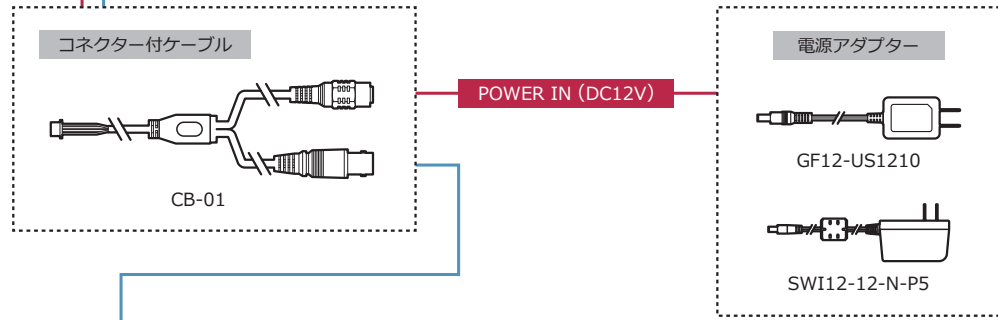 コネクター付ケーブル
CB-01
POWER IN（DC12V）
電源アダプター
GF12-US1210
SWI12-12-N-P5